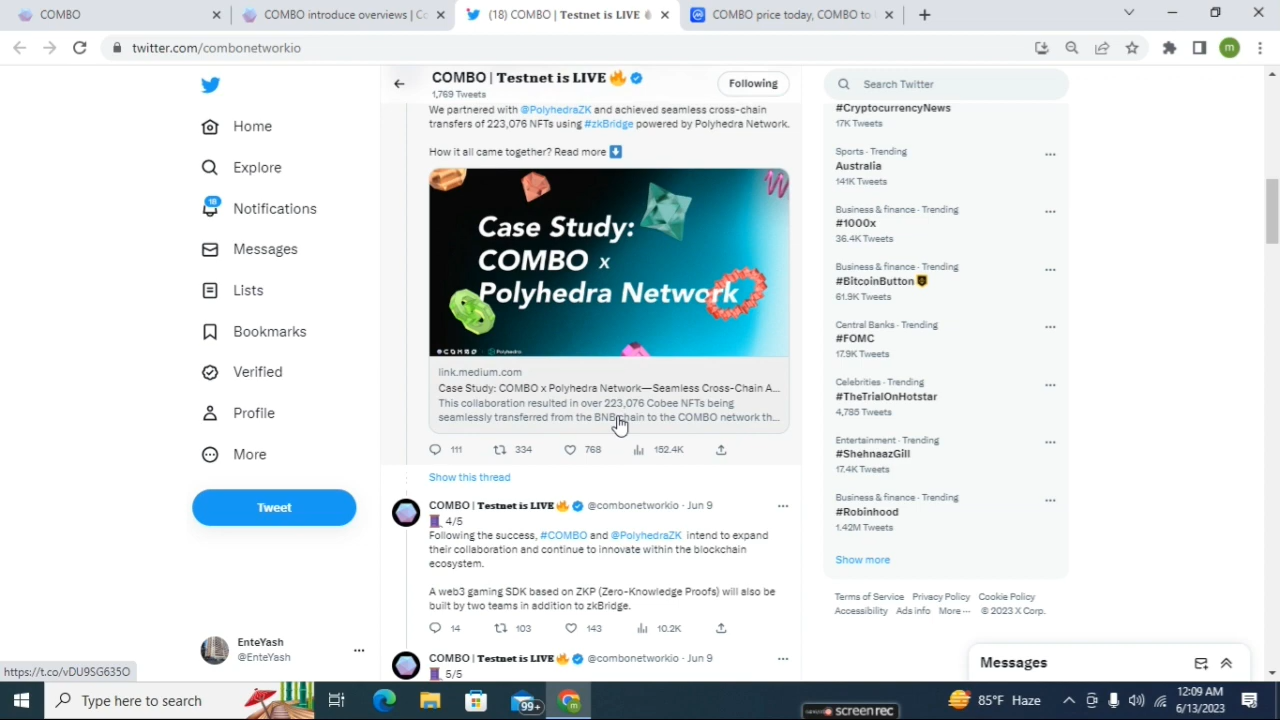 COMBO
COMBO introduce overviews | Co
(18) COMBO | Testnet is LIVE
COMBO price today, COMBO to
twitter.com/combonetworkio
m
COMBO | Testnet is LIVE 🔥
1,769 Tweets
Following
Search Twitter
Home
Explore
18
Notifications
Messages
Lists
Bookmarks
Verified
Profile
More
Tweet
EnteYash
@EnteYash
We partnered with @PolyhedraZK and achieved seamless cross-chain
transfers of 223,076 NFTs using #zkBridge powered by Polyhedra Network.
How it all came together? Read more ⬇
Case Study:
COMBO x
Polyhedra Network
COMBO | Polyhedra
link.medium.com
Case Study: COMBO x Polyhedra Network—Seamless Cross-Chain A...
This collaboration resulted in over 223,076 Cobee NFTs being
seamlessly transferred from the BNB chain to the COMBO network th...
111 334 768 152.4K
Show this thread
COMBO | Testnet is LIVE 🔥 @combonetworkio · Jun 9
4/5
Following the success, #COMBO and @PolyhedraZK intend to expand
their collaboration and continue to innovate within the blockchain
ecosystem.
A web3 gaming SDK based on ZKP (Zero-Knowledge Proofs) will also be
built by two teams in addition to zkBridge.
14 103 143 10.2K
COMBO | Testnet is LIVE 🔥 @combonetworkio · Jun 9
5/5
#CryptocurrencyNews
17K Tweets
Sports · Trending
Australia
141K Tweets
Business & finance · Trending
#1000x
36.4K Tweets
Business & finance · Trending
#BitcoinButton
61.9K Tweets
Central Banks · Trending
#FOMC
17.9K Tweets
Celebrities · Trending
#TheTrialOnHotstar
4,785 Tweets
Entertainment · Trending
#ShehnaazGill
17.4K Tweets
Business & finance · Trending
#Robinhood
1.42M Tweets
Show more
Terms of Service Privacy Policy Cookie Policy
Accessibility Ads info More ··· © 2023 X Corp.
Messages
https://t.co/vDU9SG635O
Type here to search
99+
85°F Haze
12:09 AM
6/13/2023
screenrec